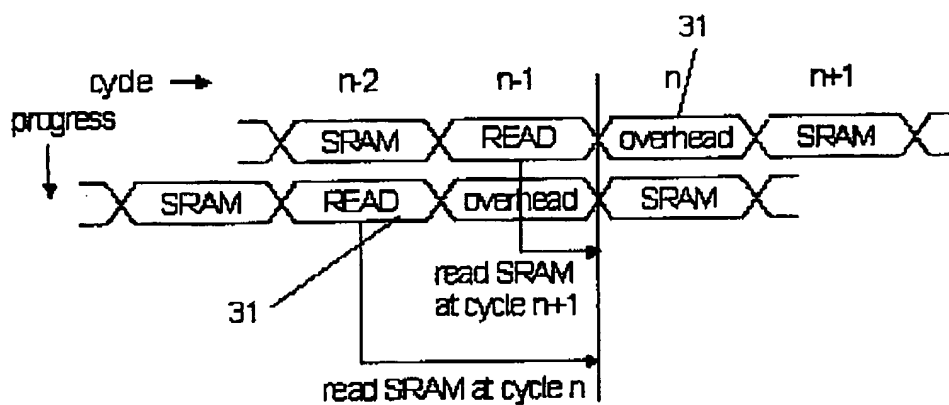 31
cycle → n-2 n-1 n n+1
progress
SRAM READ overhead SRAM
SRAM READ overhead SRAM
read SRAM
at cycle n+1
31
read SRAM at cycle n